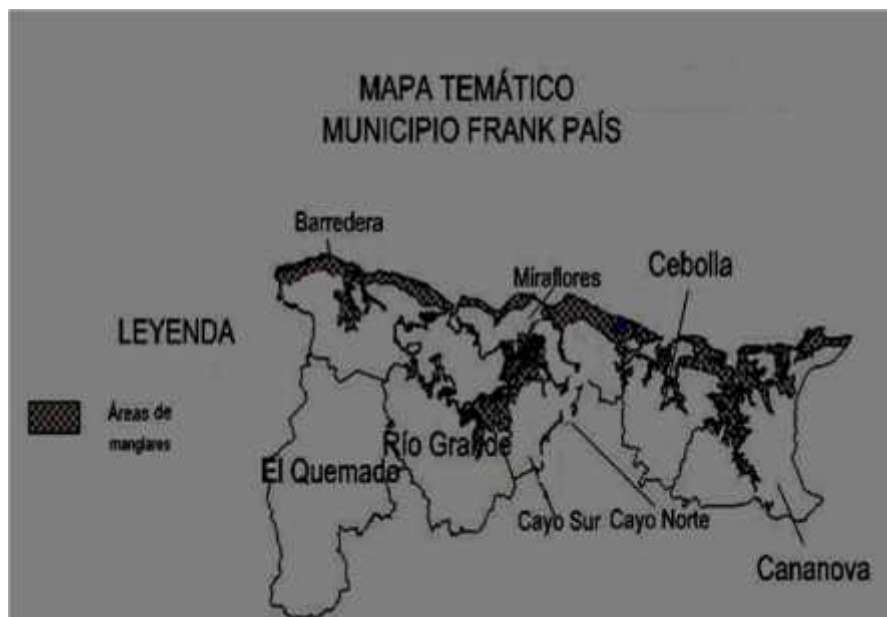 MAPA TEMÁTICO
MUNICIPIO FRANK PAÍS
Barredera
Miraflores
Cebolla
LEYENDA
Áreas de
manglares
El Quemado
Río Grande
Cayo Sur
Cayo Norte
Cananova